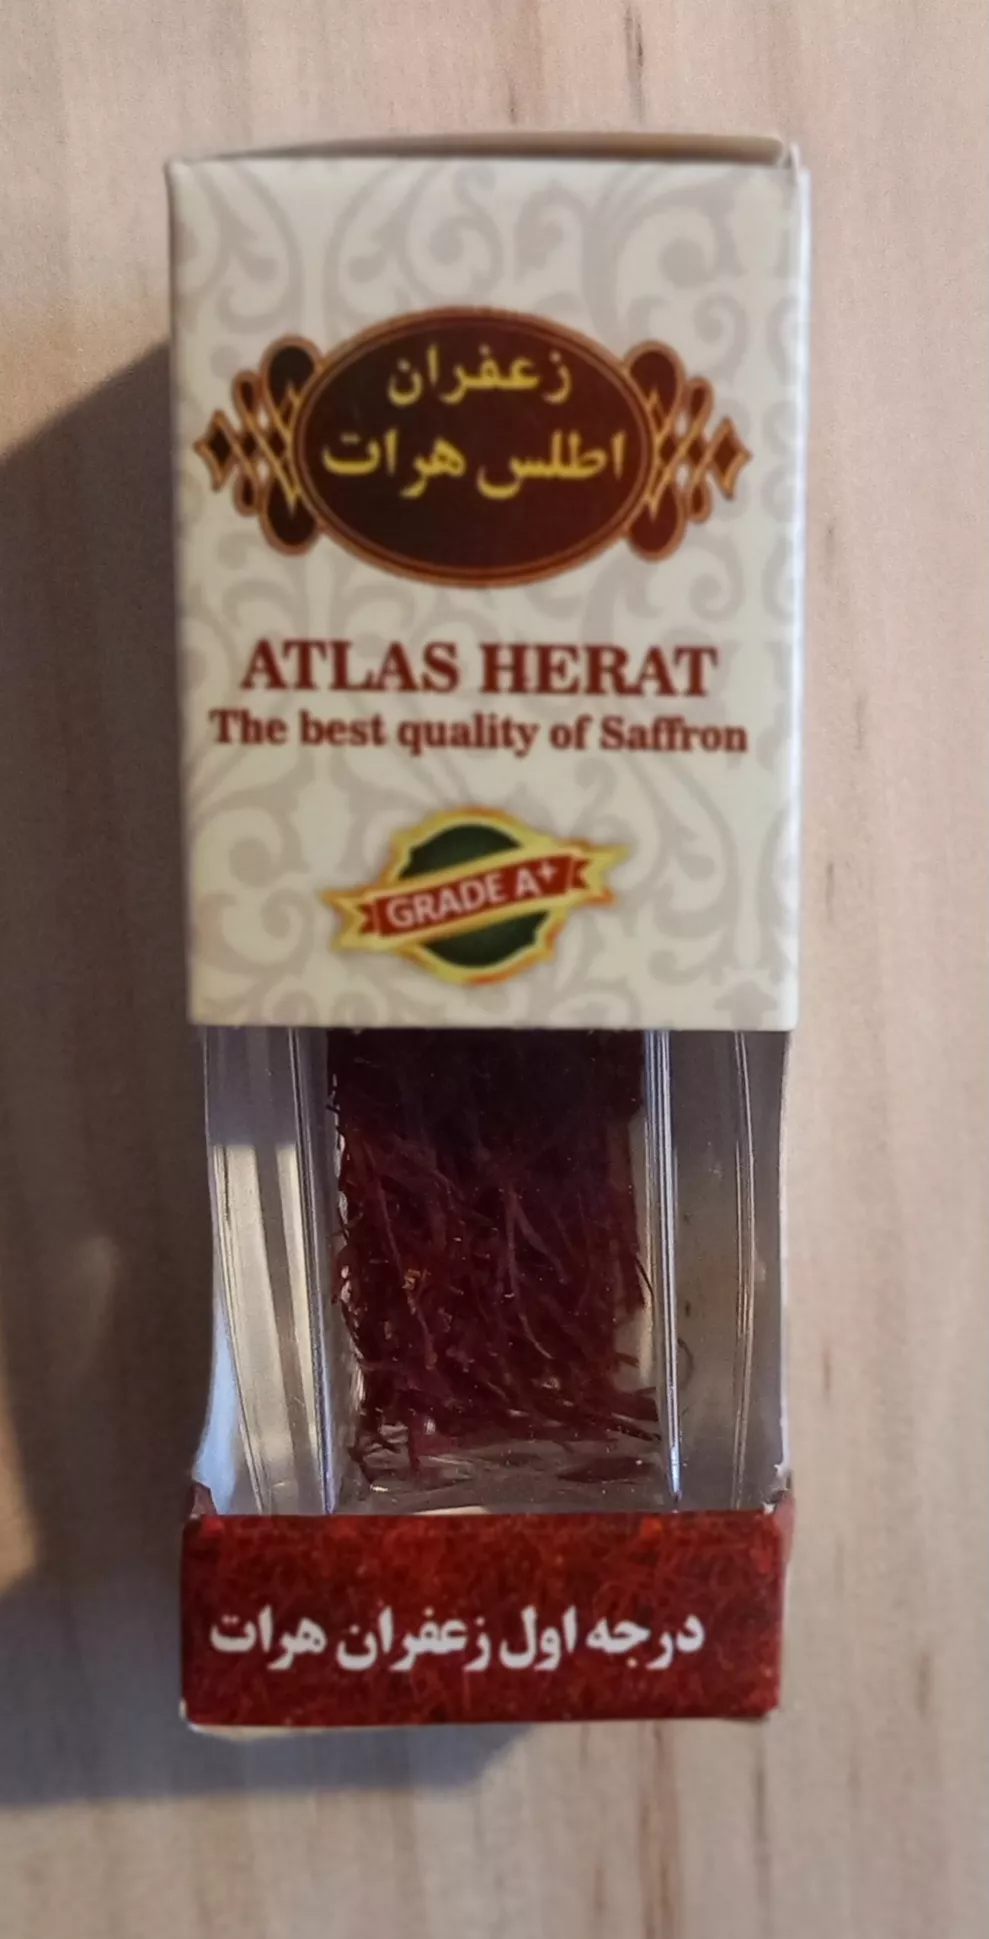 زعفران
اطلس هرات
ATLAS HERAT
The best quality of Saffron
GRADE A+
درجه اول زعفران هرات